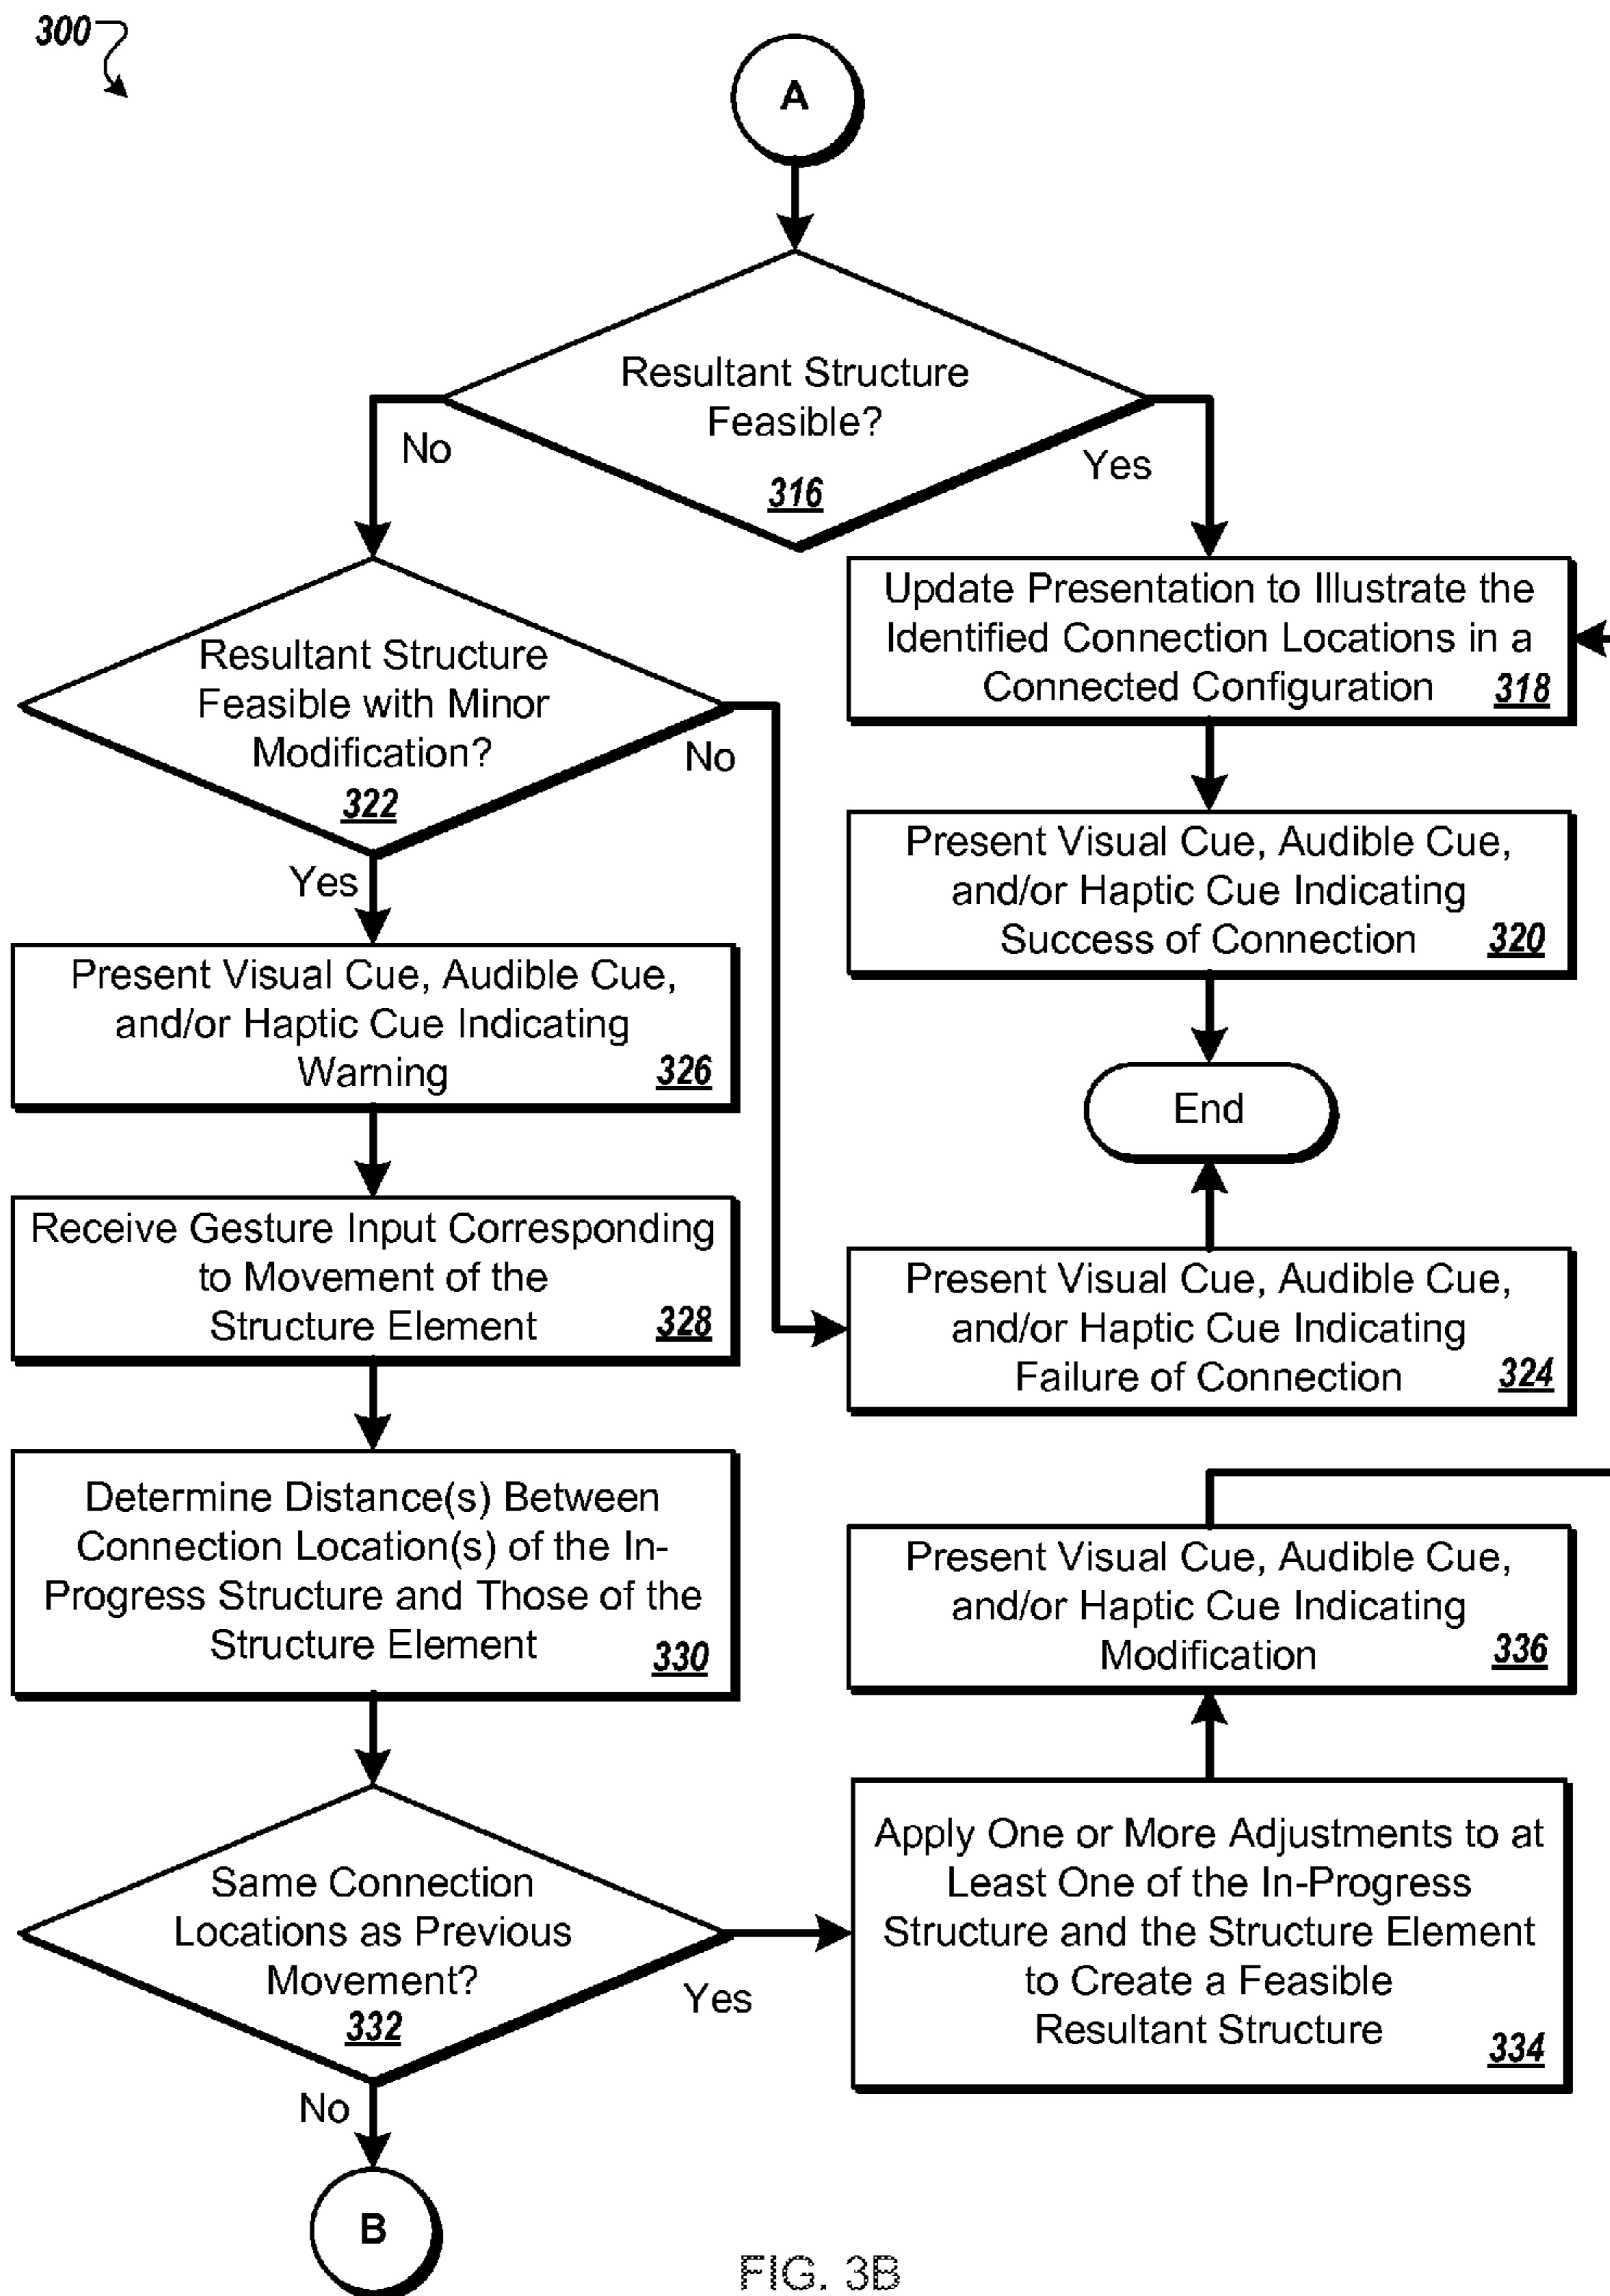 300
A
Resultant Structure
Feasible?
316
No
Yes
Resultant Structure
Feasible with Minor
Modification?
322
No
Yes
Update Presentation to Illustrate the
Identified Connection Locations in a
Connected Configuration 318
Present Visual Cue, Audible Cue,
and/or Haptic Cue Indicating
Success of Connection 320
End
Present Visual Cue, Audible Cue,
and/or Haptic Cue Indicating
Warning 326
Receive Gesture Input Corresponding
to Movement of the
Structure Element 328
Present Visual Cue, Audible Cue,
and/or Haptic Cue Indicating
Failure of Connection 324
Determine Distance(s) Between
Connection Location(s) of the In-
Progress Structure and Those of the
Structure Element 330
Present Visual Cue, Audible Cue,
and/or Haptic Cue Indicating
Modification 336
Same Connection
Locations as Previous
Movement?
332
Yes
No
Apply One or More Adjustments to at
Least One of the In-Progress
Structure and the Structure Element
to Create a Feasible
Resultant Structure 334
B
FIG. 3B